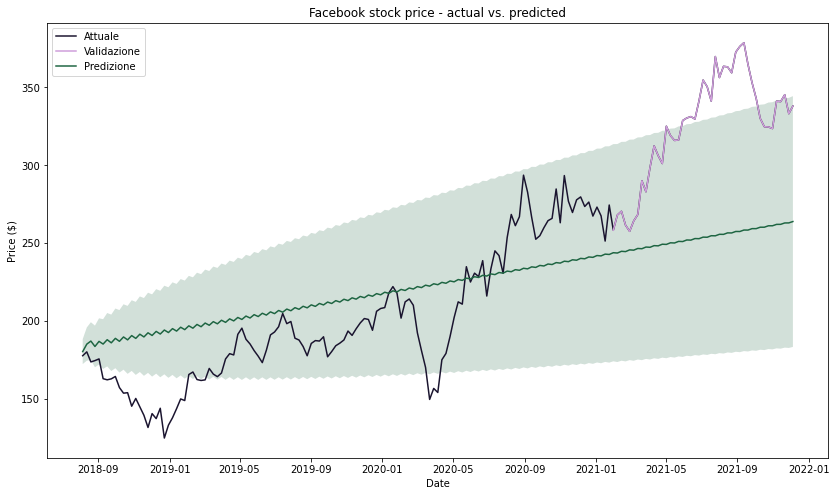 Facebook stock price - actual vs. predicted
Attuale
Validazione
Predizione
Price ($)
350
300
250
200
150
2018-09
2019-01
2019-05
2019-09
2020-01
2020-05
2020-09
2021-01
2021-05
2021-09
2022-01
Date